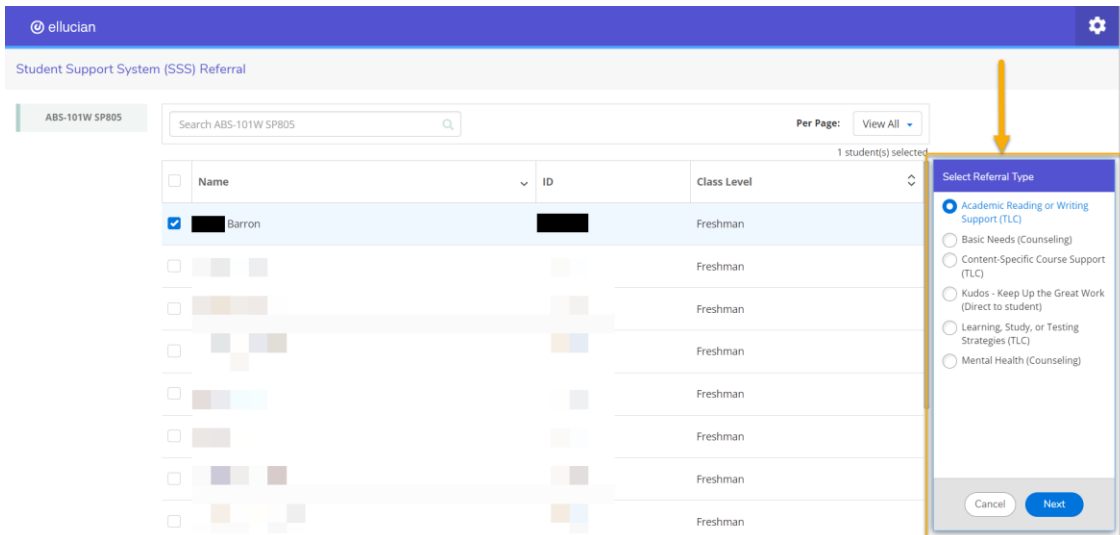 ellucian
Student Support System (SSS) Referral
ABS-101W SP805
Search ABS-101W SP805
Per Page: View All
1 student(s) selected
Name ID Class Level
Barron Freshman
Freshman
Freshman
Freshman
Freshman
Freshman
Freshman
Freshman
Select Referral Type
Academic Reading or Writing
Support (TLC)
Basic Needs (Counseling)
Content-Specific Course Support
(TLC)
Kudos - Keep Up the Great Work
(Direct to student)
Learning, Study, or Testing
Strategies (TLC)
Mental Health (Counseling)
Cancel Next